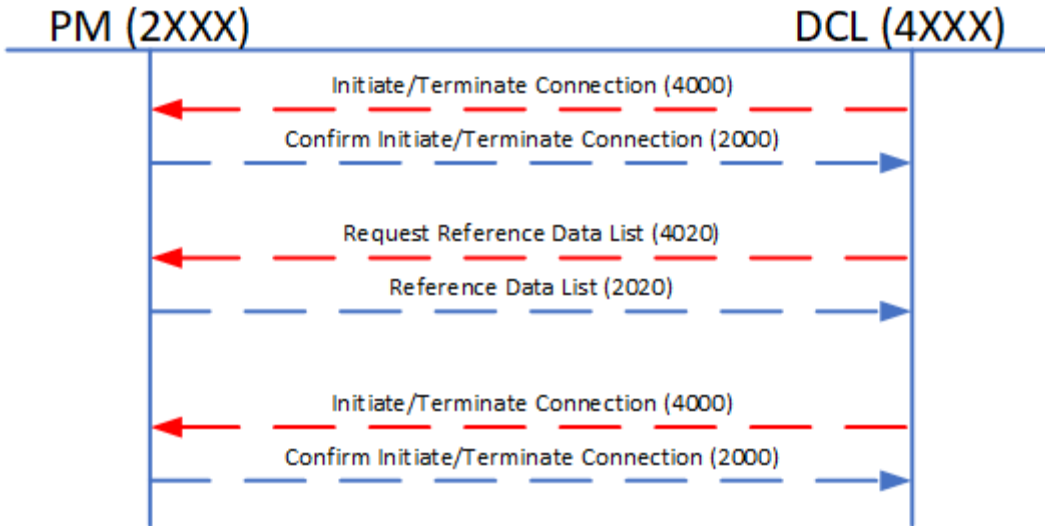 PM (2XXX) DCL (4XXX)
Initiate/Terminate Connection (4000)
Confirm Initiate/Terminate Connection (2000)
Request Reference Data List (4020)
Reference Data List (2020)
Initiate/Terminate Connection (4000)
Confirm Initiate/Terminate Connection (2000)